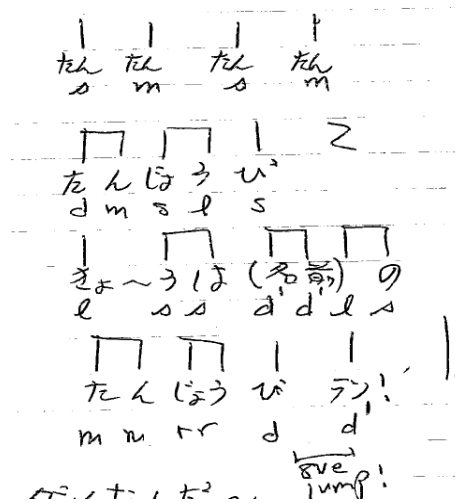 たん たん たん たん
s m s m
たんじょうび Z
d m s l s
きょ〜うは (名前)の
l s s d' d' l s
たんじょうび ラン!
m m r r d d'
8ve
jump!